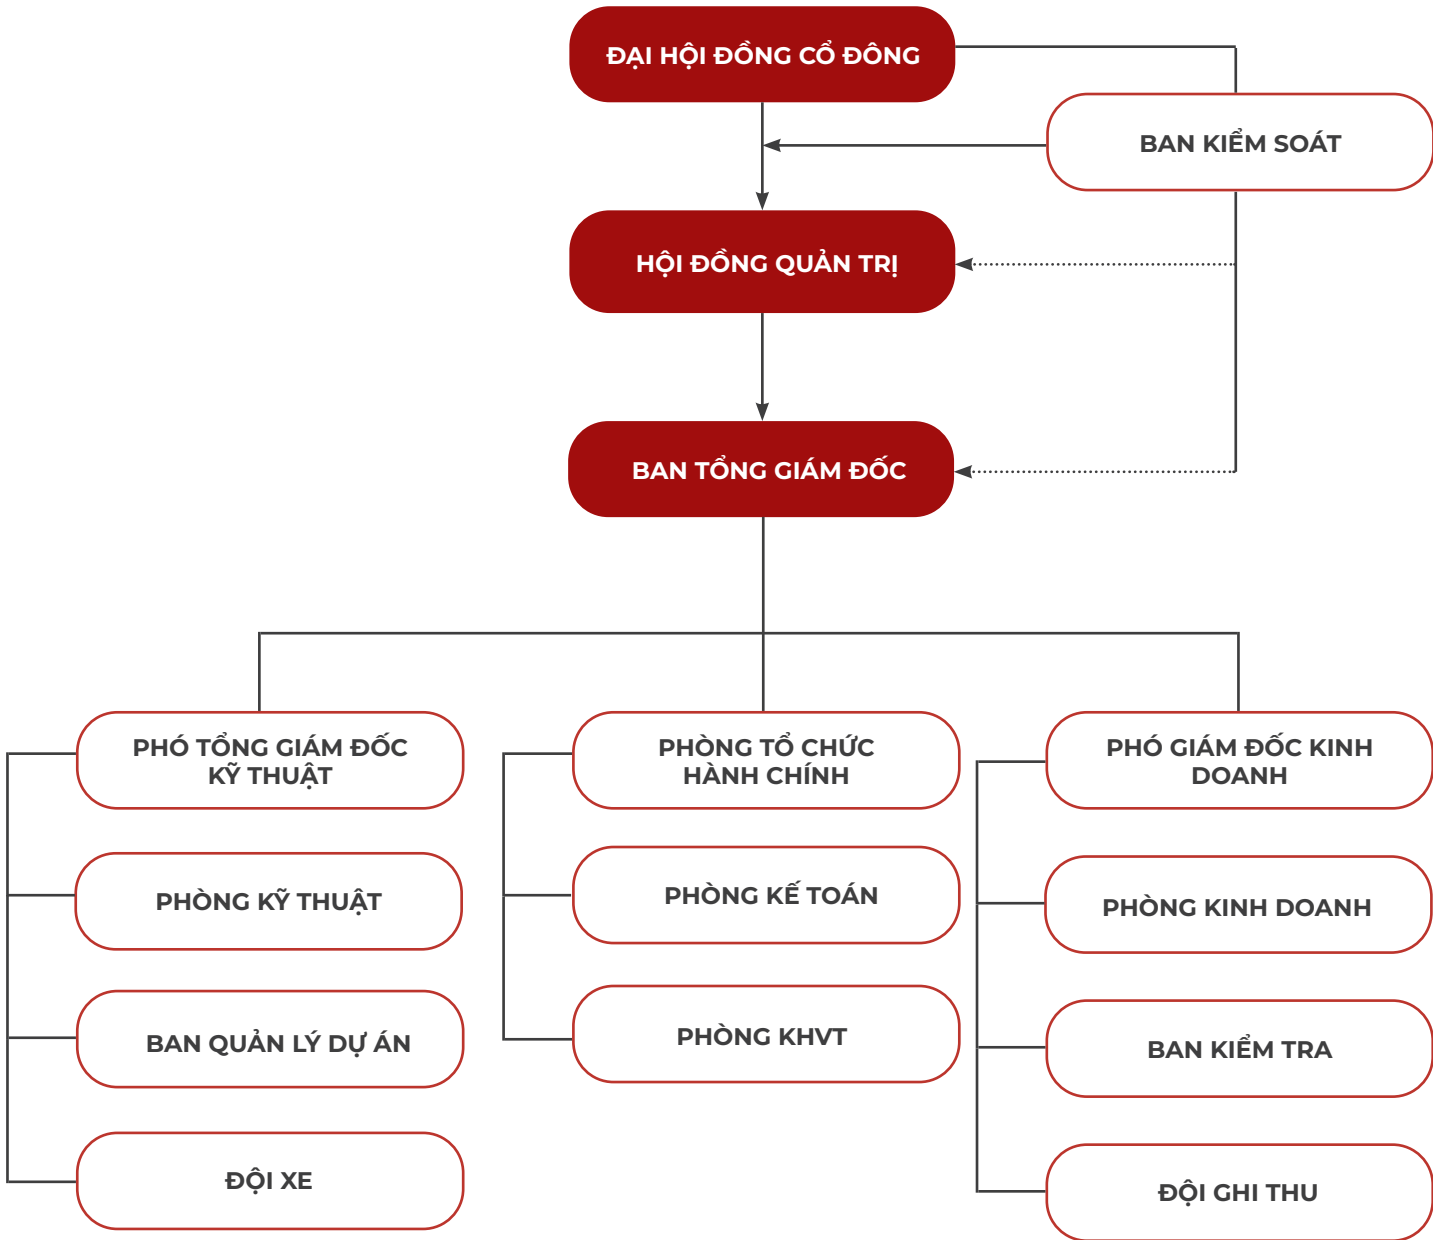 ĐẠI HỘI ĐỒNG CỔ ĐÔNG
BAN KIỂM SOÁT
HỘI ĐỒNG QUẢN TRỊ
BAN TỔNG GIÁM ĐỐC
PHÓ TỔNG GIÁM ĐỐC
KỸ THUẬT
PHÒNG KỸ THUẬT
BAN QUẢN LÝ DỰ ÁN
ĐỘI XE
PHÒNG TỔ CHỨC
HÀNH CHÍNH
PHÒNG KẾ TOÁN
PHÒNG KHVT
PHÓ GIÁM ĐỐC KINH
DOANH
PHÒNG KINH DOANH
BAN KIỂM TRA
ĐỘI GHI THU